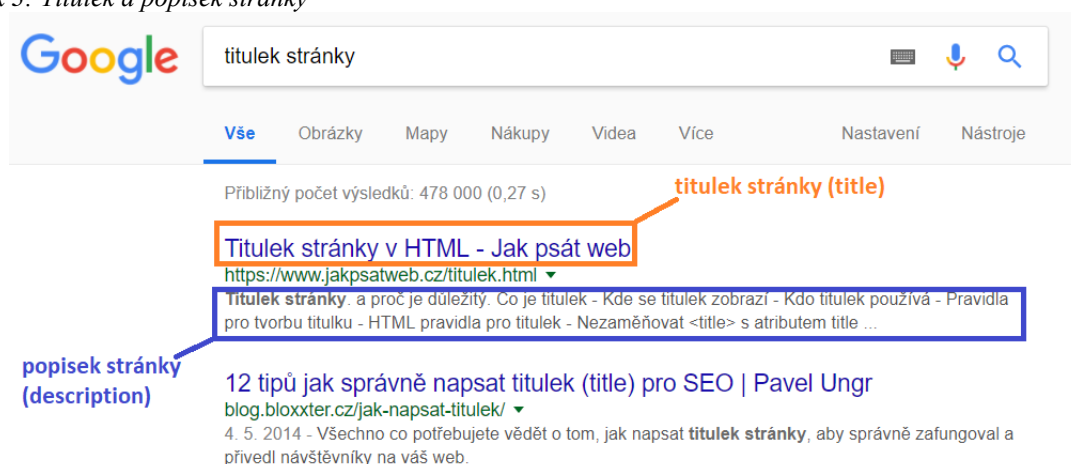 3: Titulek a popisek stránky
Google
titulek stránky
Vše Obrázky Mapy Nákupy Videa Více Nastavení Nástroje
Přibližný počet výsledků: 478 000 (0,27 s)
titulek stránky (title)
Titulek stránky v HTML - Jak psát web
https://www.jakpsatweb.cz/titulek.html
Titulek stránky. a proč je důležitý. Co je titulek - Kde se titulek zobrazí - Kdo titulek používá - Pravidla
pro tvorbu titulku - HTML pravidla pro titulek - Nezaměňovat <title> s atributem title ...
popisek stránky
(description)
12 tipů jak správně napsat titulek (title) pro SEO | Pavel Ungr
blog.bloxxter.cz/jak-napsat-titulek/
4. 5. 2014 - Všechno co potřebujete vědět o tom, jak napsat titulek stránky, aby správně zafungoval a
přivedl návštěvníky na váš web.